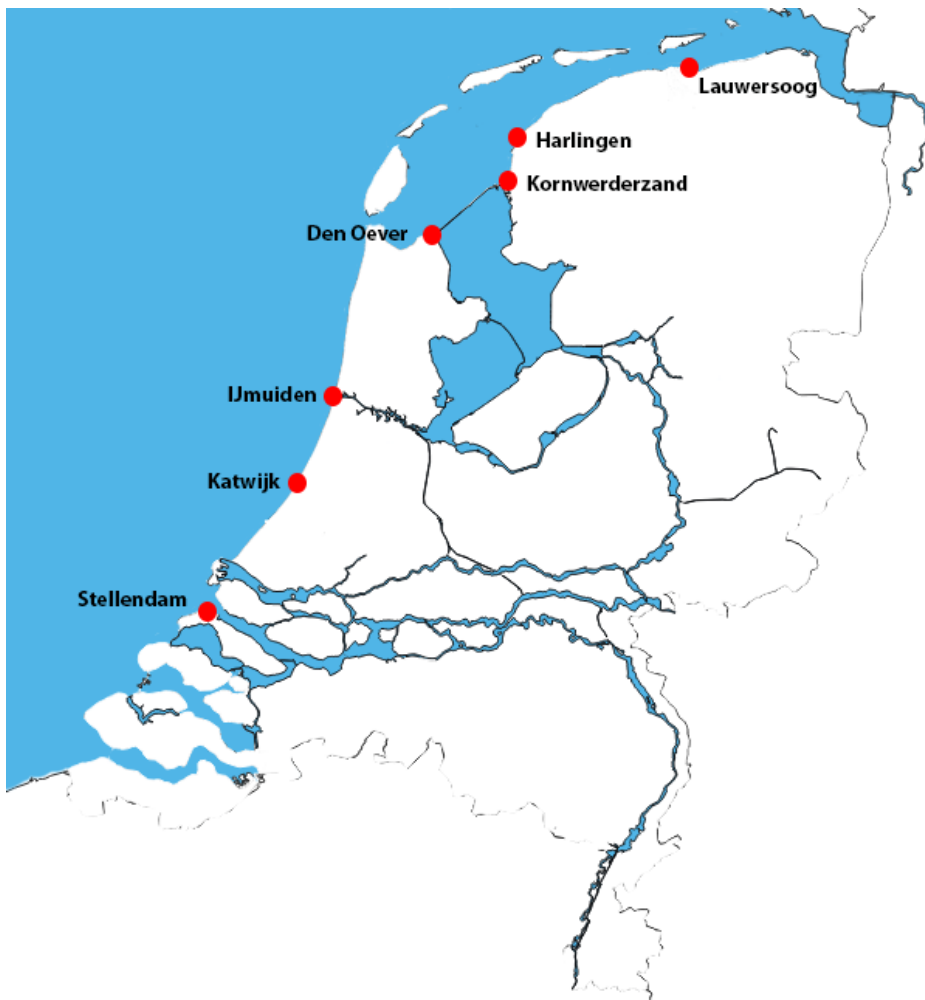 Lauwersoog
Harlingen
Kornwerderzand
Den Oever
IJmuiden
Katwijk
Stellendam